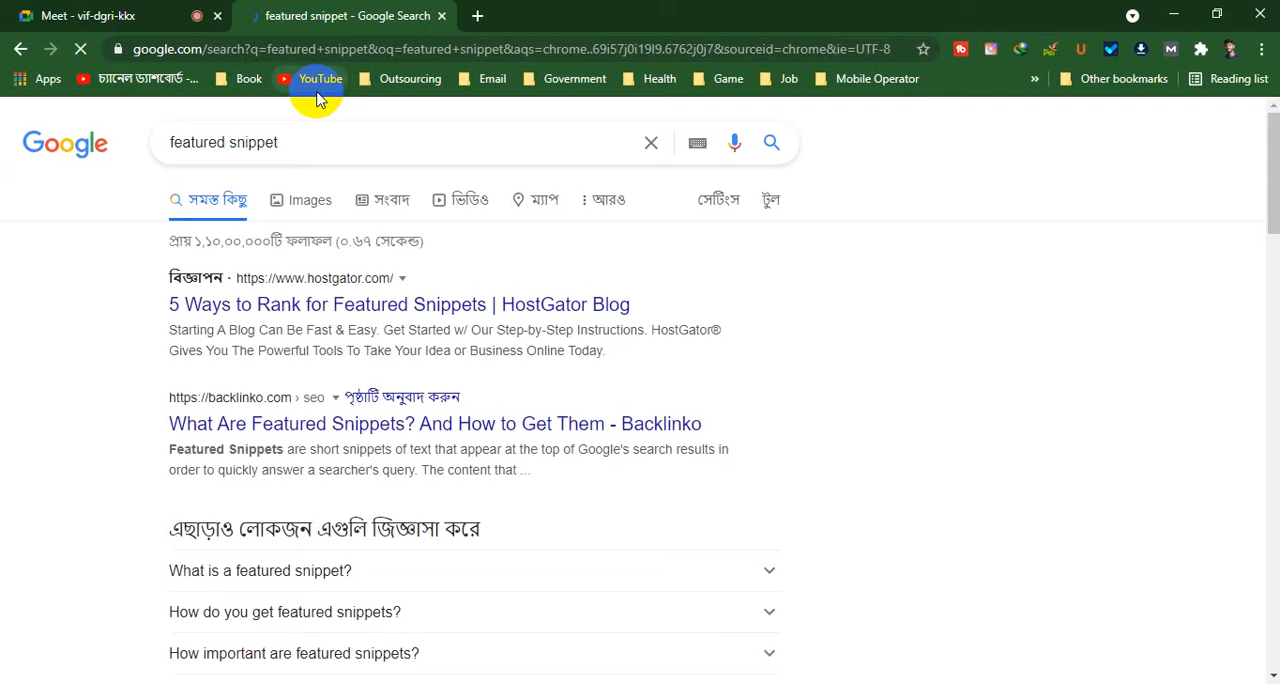 Meet - vif-dgri-kkx
featured snippet - Google Search
google.com/search?q=featured+snippet&oq=featured+snippet&aqs=chrome..69i57j0i19l9.6762j0j7&sourceid=chrome&ie=UTF-8
Apps চ্যানেল ড্যাশবোর্ড -... Book YouTube Outsourcing Email Government Health Game Job Mobile Operator » Other bookmarks Reading list
Google featured snippet
সমস্ত কিছু Images সংবাদ ভিডিও ম্যাপ আরও সেটিংস টুল
প্রায় ১,১০,০০,০০০টি ফলাফল (০.৬৭ সেকেন্ড)
বিজ্ঞাপন · https://www.hostgator.com/
5 Ways to Rank for Featured Snippets | HostGator Blog
Starting A Blog Can Be Fast & Easy. Get Started w/ Our Step-by-Step Instructions. HostGator®
Gives You The Powerful Tools To Take Your Idea or Business Online Today.
https://backlinko.com › seo পৃষ্ঠাটি অনুবাদ করুন
What Are Featured Snippets? And How to Get Them - Backlinko
Featured Snippets are short snippets of text that appear at the top of Google's search results in
order to quickly answer a searcher's query. The content that ...
এছাড়াও লোকজন এগুলি জিজ্ঞাসা করে
What is a featured snippet?
How do you get featured snippets?
How important are featured snippets?